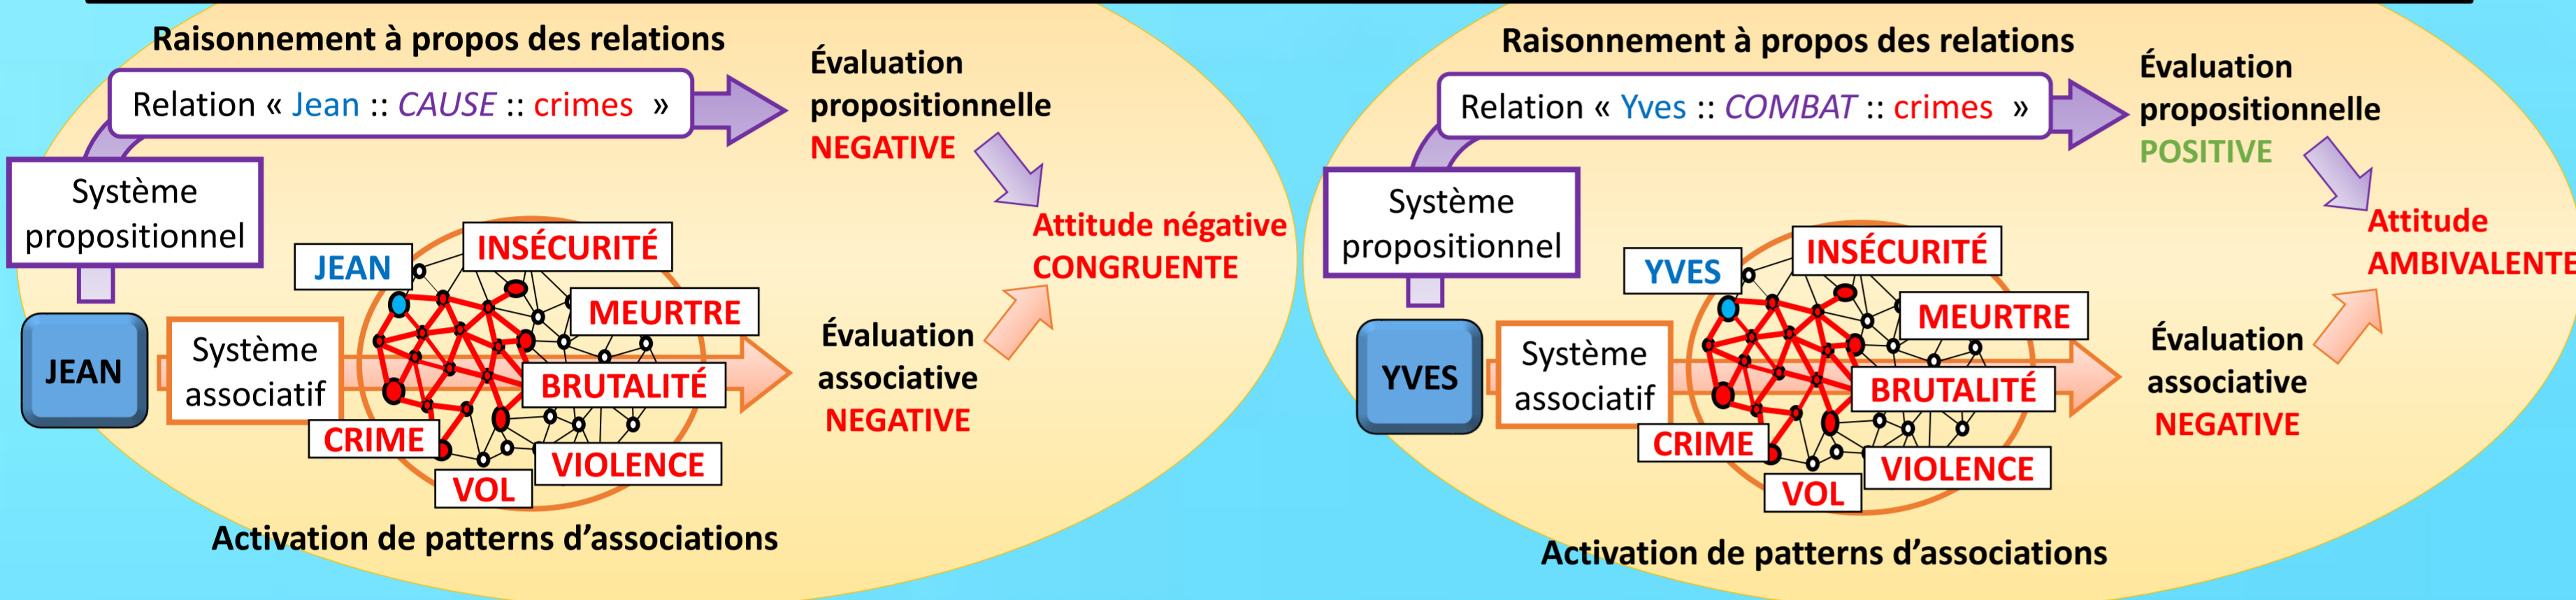 Raisonnement à propos des relations
Relation « Jean :: CAUSE :: crimes »
Évaluation
propositionnelle
NEGATIVE
Système
propositionnel
JEAN
INSÉCURITÉ
MEURTRE
Attitude négative
CONGRUENTE
JEAN
Système
associatif
BRUTALITÉ
Évaluation
associative
NEGATIVE
CRIME
VIOLENCE
VOL
Activation de patterns d’associations
Raisonnement à propos des relations
Relation « Yves :: COMBAT :: crimes »
Évaluation
propositionnelle
POSITIVE
Système
propositionnel
YVES
INSÉCURITÉ
MEURTRE
Attitude
AMBIVALENTE
YVES
Système
associatif
BRUTALITÉ
Évaluation
associative
NEGATIVE
CRIME
VIOLENCE
VOL
Activation de patterns d’associations